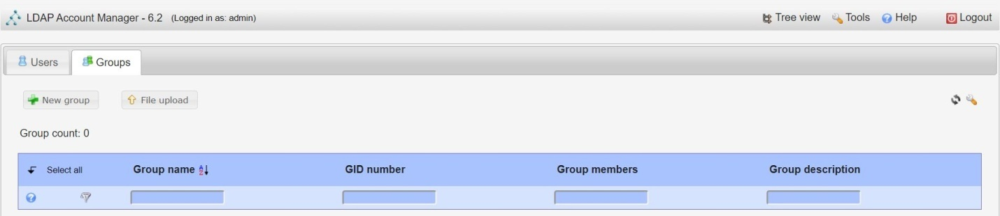 LDAP Account Manager - 6.2 (Logged in as: admin) Tree view Tools Help Logout
Users Groups
New group File upload
Group count: 0
Select all Group name GID number Group members Group description